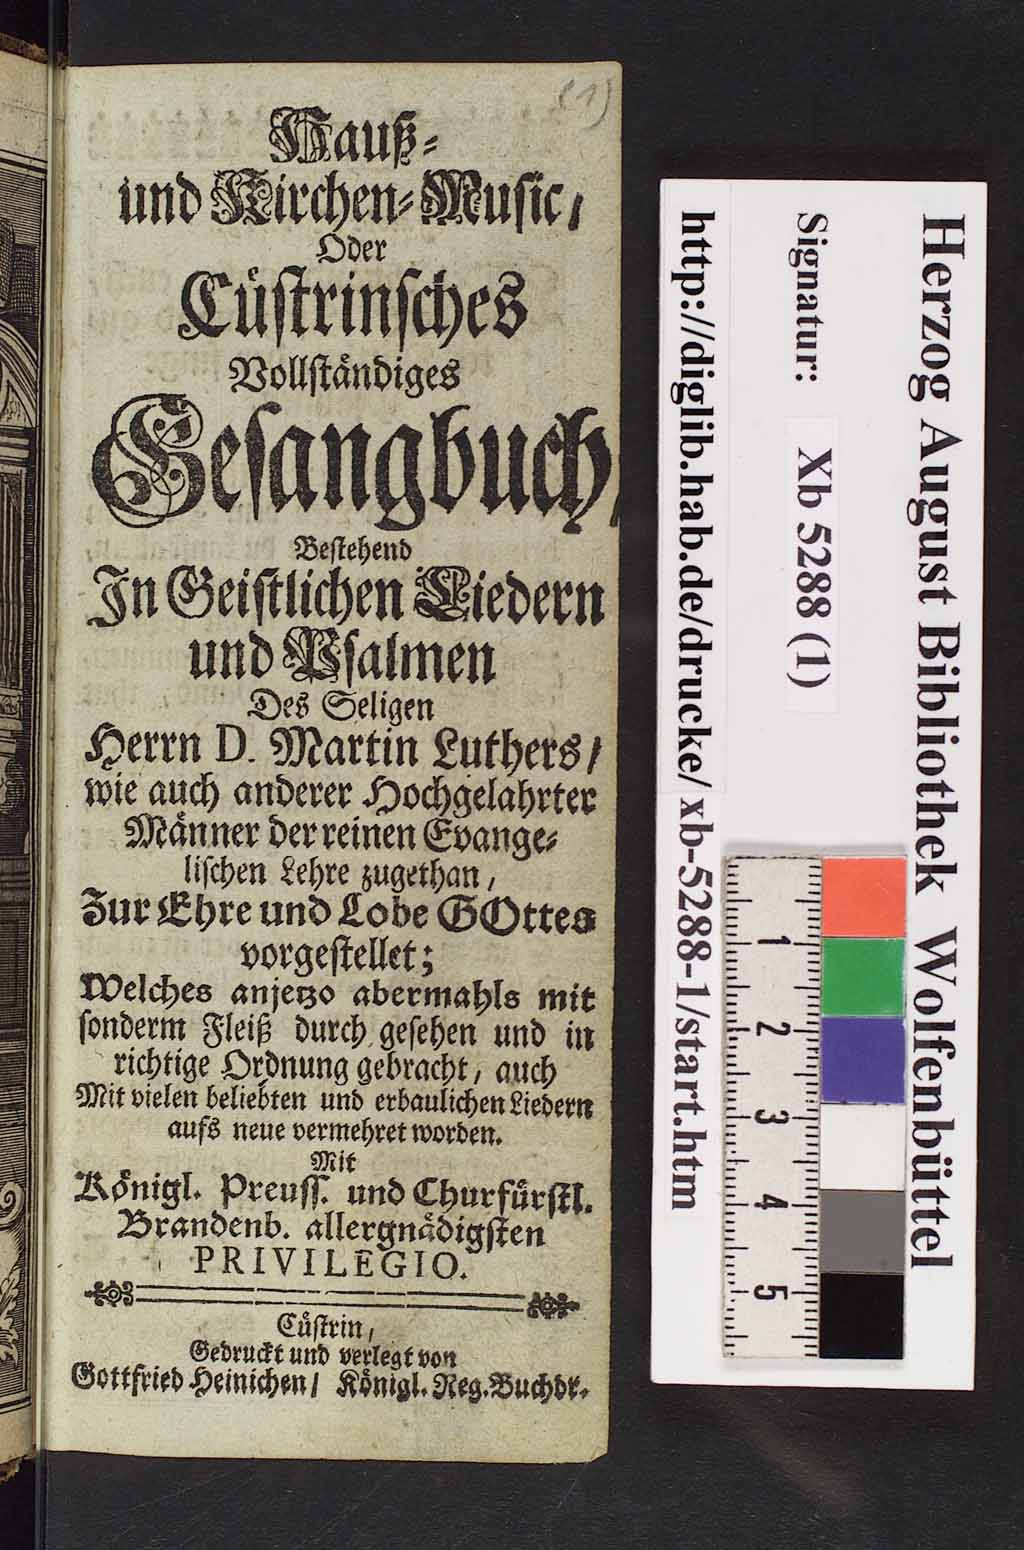 (1)
Hauß-
und Kirchen-Music/
Oder
Cüstrinsches
Vollständiges
Gesangbuch/
Bestehend
In Geistlichen Liedern
und Psalmen
Des Seligen
Herrn D. Martin Luthers/
wie auch anderer Hochgelahrter
Männer der reinen Evange-
lischen Lehre zugethan,
Zur Ehre und Lobe GOttes
vorgestellet;
Welches anjetzo abermahls mit
sonderm Fleiß durch gesehen und in
richtige Ordnung gebracht, auch
Mit vielen beliebten und erbaulichen Liedern
aufs neue vermehret worden.
Mit
Königl. Preuss. und Churfürstl.
Brandenb. allergnädigsten
PRIVILEGIO.
Cüstrin,
Gedruckt und verlegt von
Gottfried Heinichen/ Königl. Neg. Buchdr.
Herzog August Bibliothek Wolfenbüttel
Signatur: Xb 5288 (1)
http://diglib.hab.de/drucke/xb-5288-1/start.htm
1
2
3
4
5